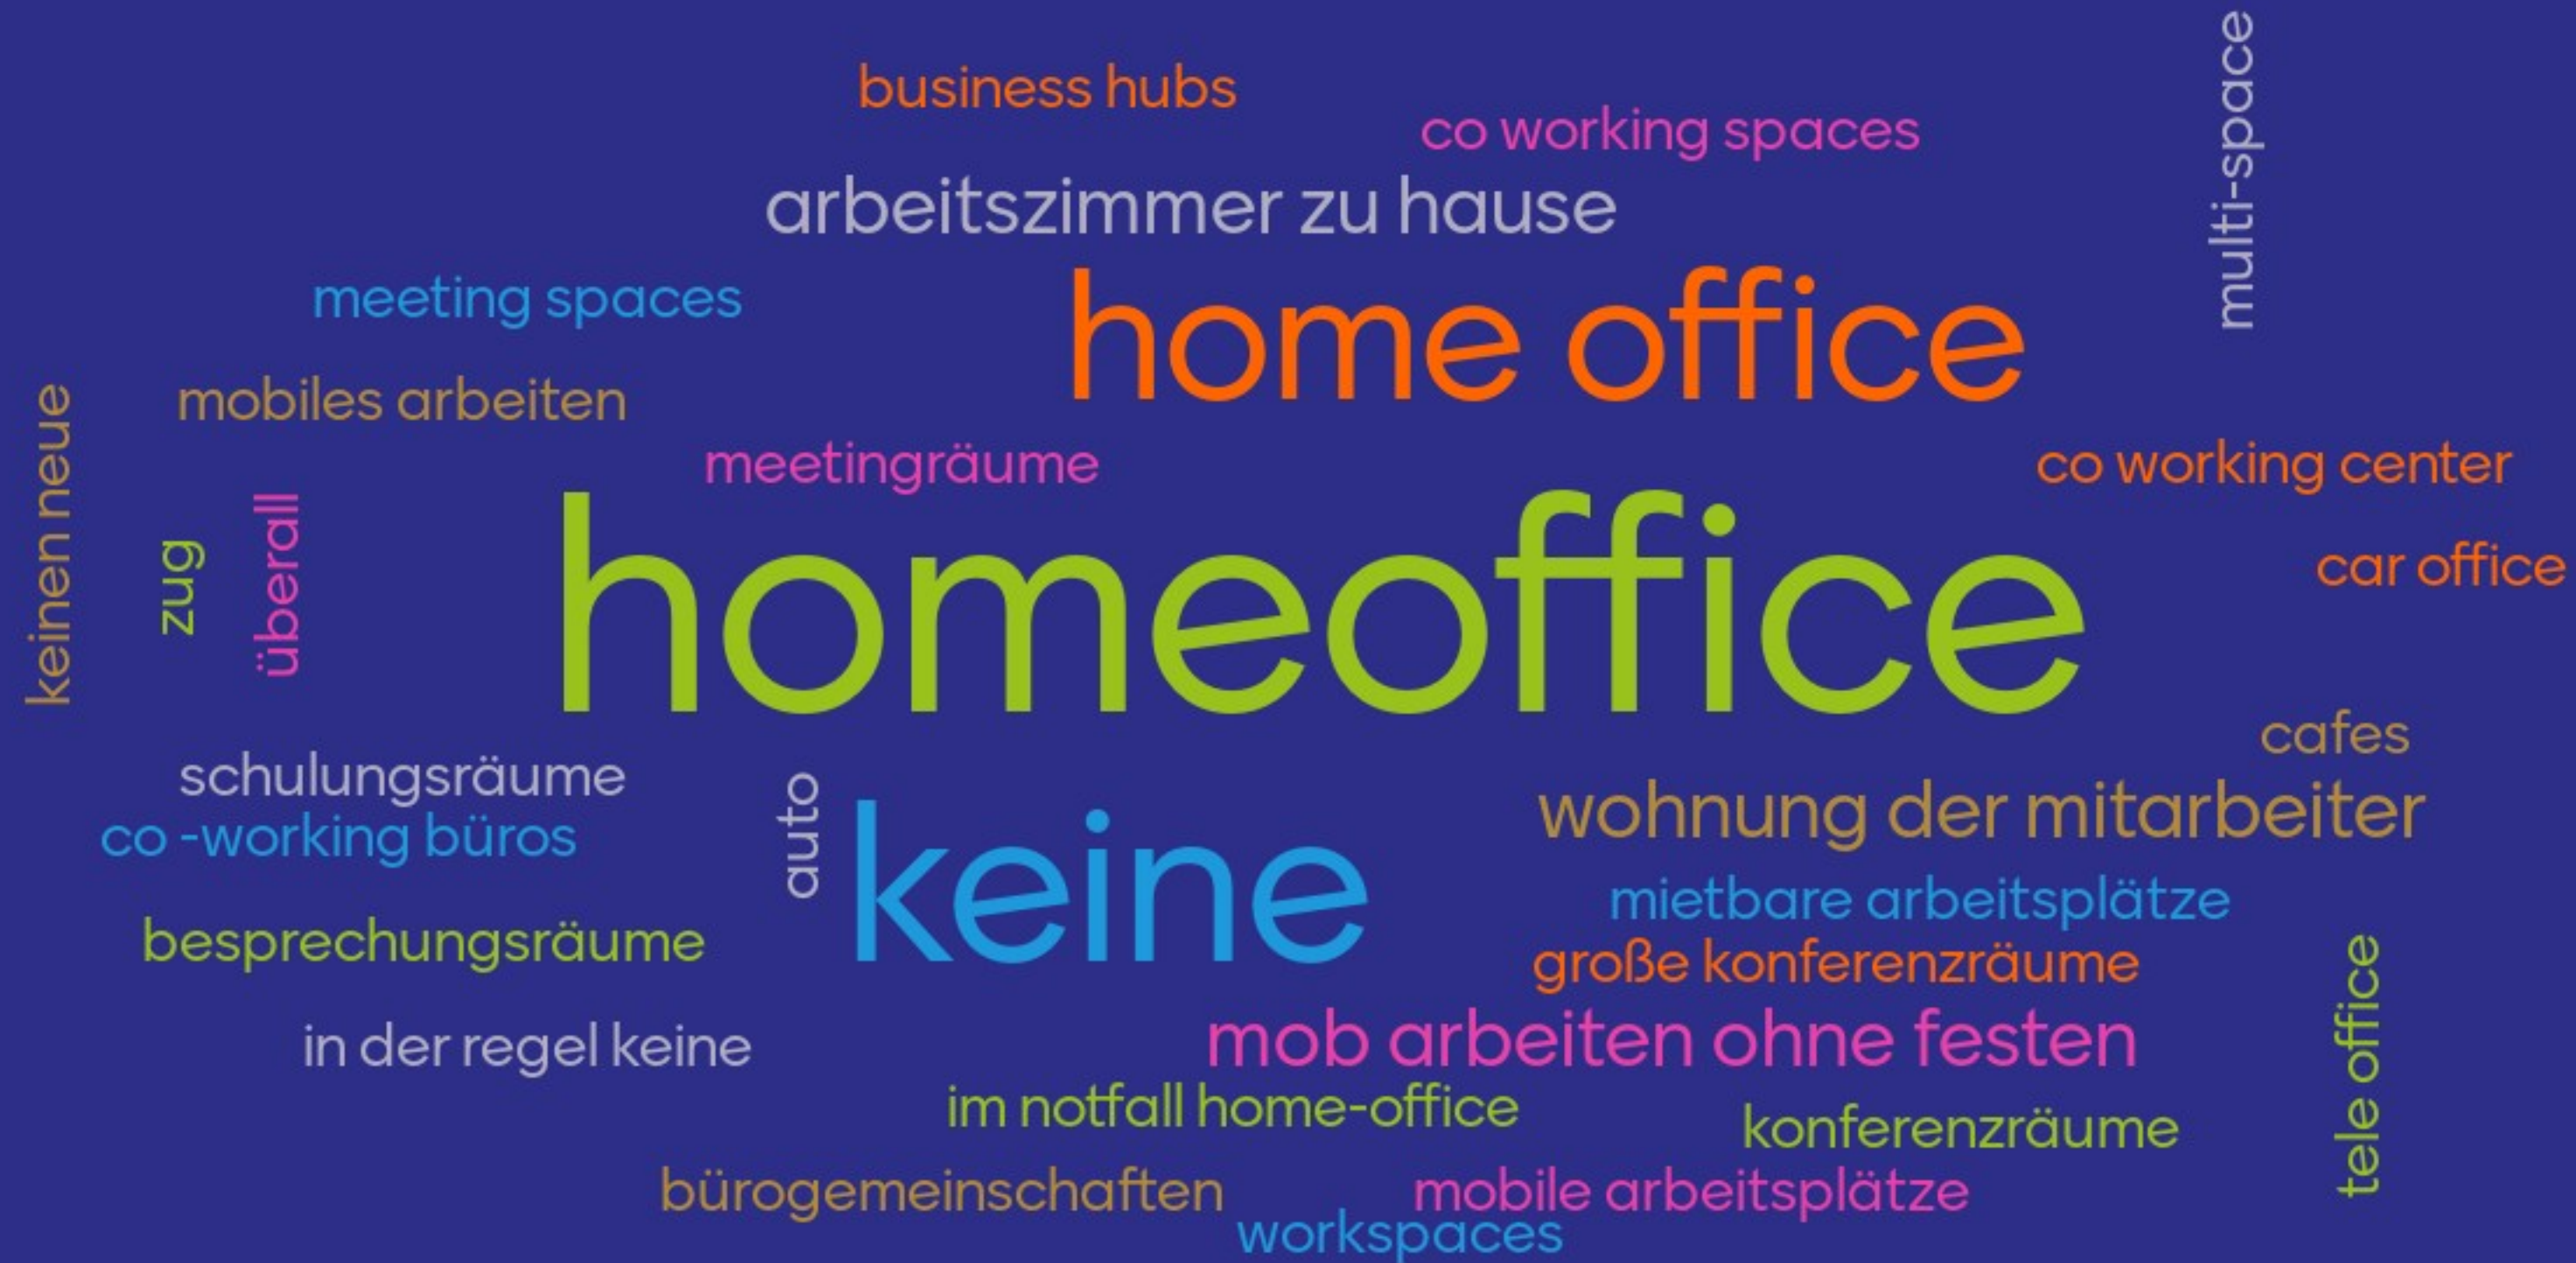 business hubs
multi-space
co working spaces
arbeitszimmer zu hause
meeting spaces
home office
mobiles arbeiten
keinen neue
meetingräume
co working center
zug
überall
homeoffice
car office
cafes
schulungsräume
auto
keine
wohnung der mitarbeiter
co -working büros
mietbare arbeitsplätze
besprechungsräume
große konferenzräume
in der regel keine
mob arbeiten ohne festen
tele office
im notfall home-office
konferenzräume
bürogemeinschaften
mobile arbeitsplätze
workspaces